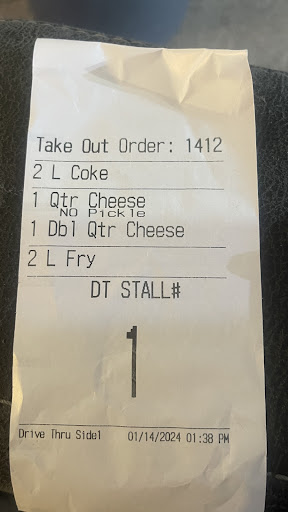 Take Out Order: 1412
2 L Coke
1 Qtr Cheese
NO Pickle
1 Dbl Qtr Cheese
2 L Fry
DT STALL#
1
Drive Thru Side1 01/14/2024 01:38 PM